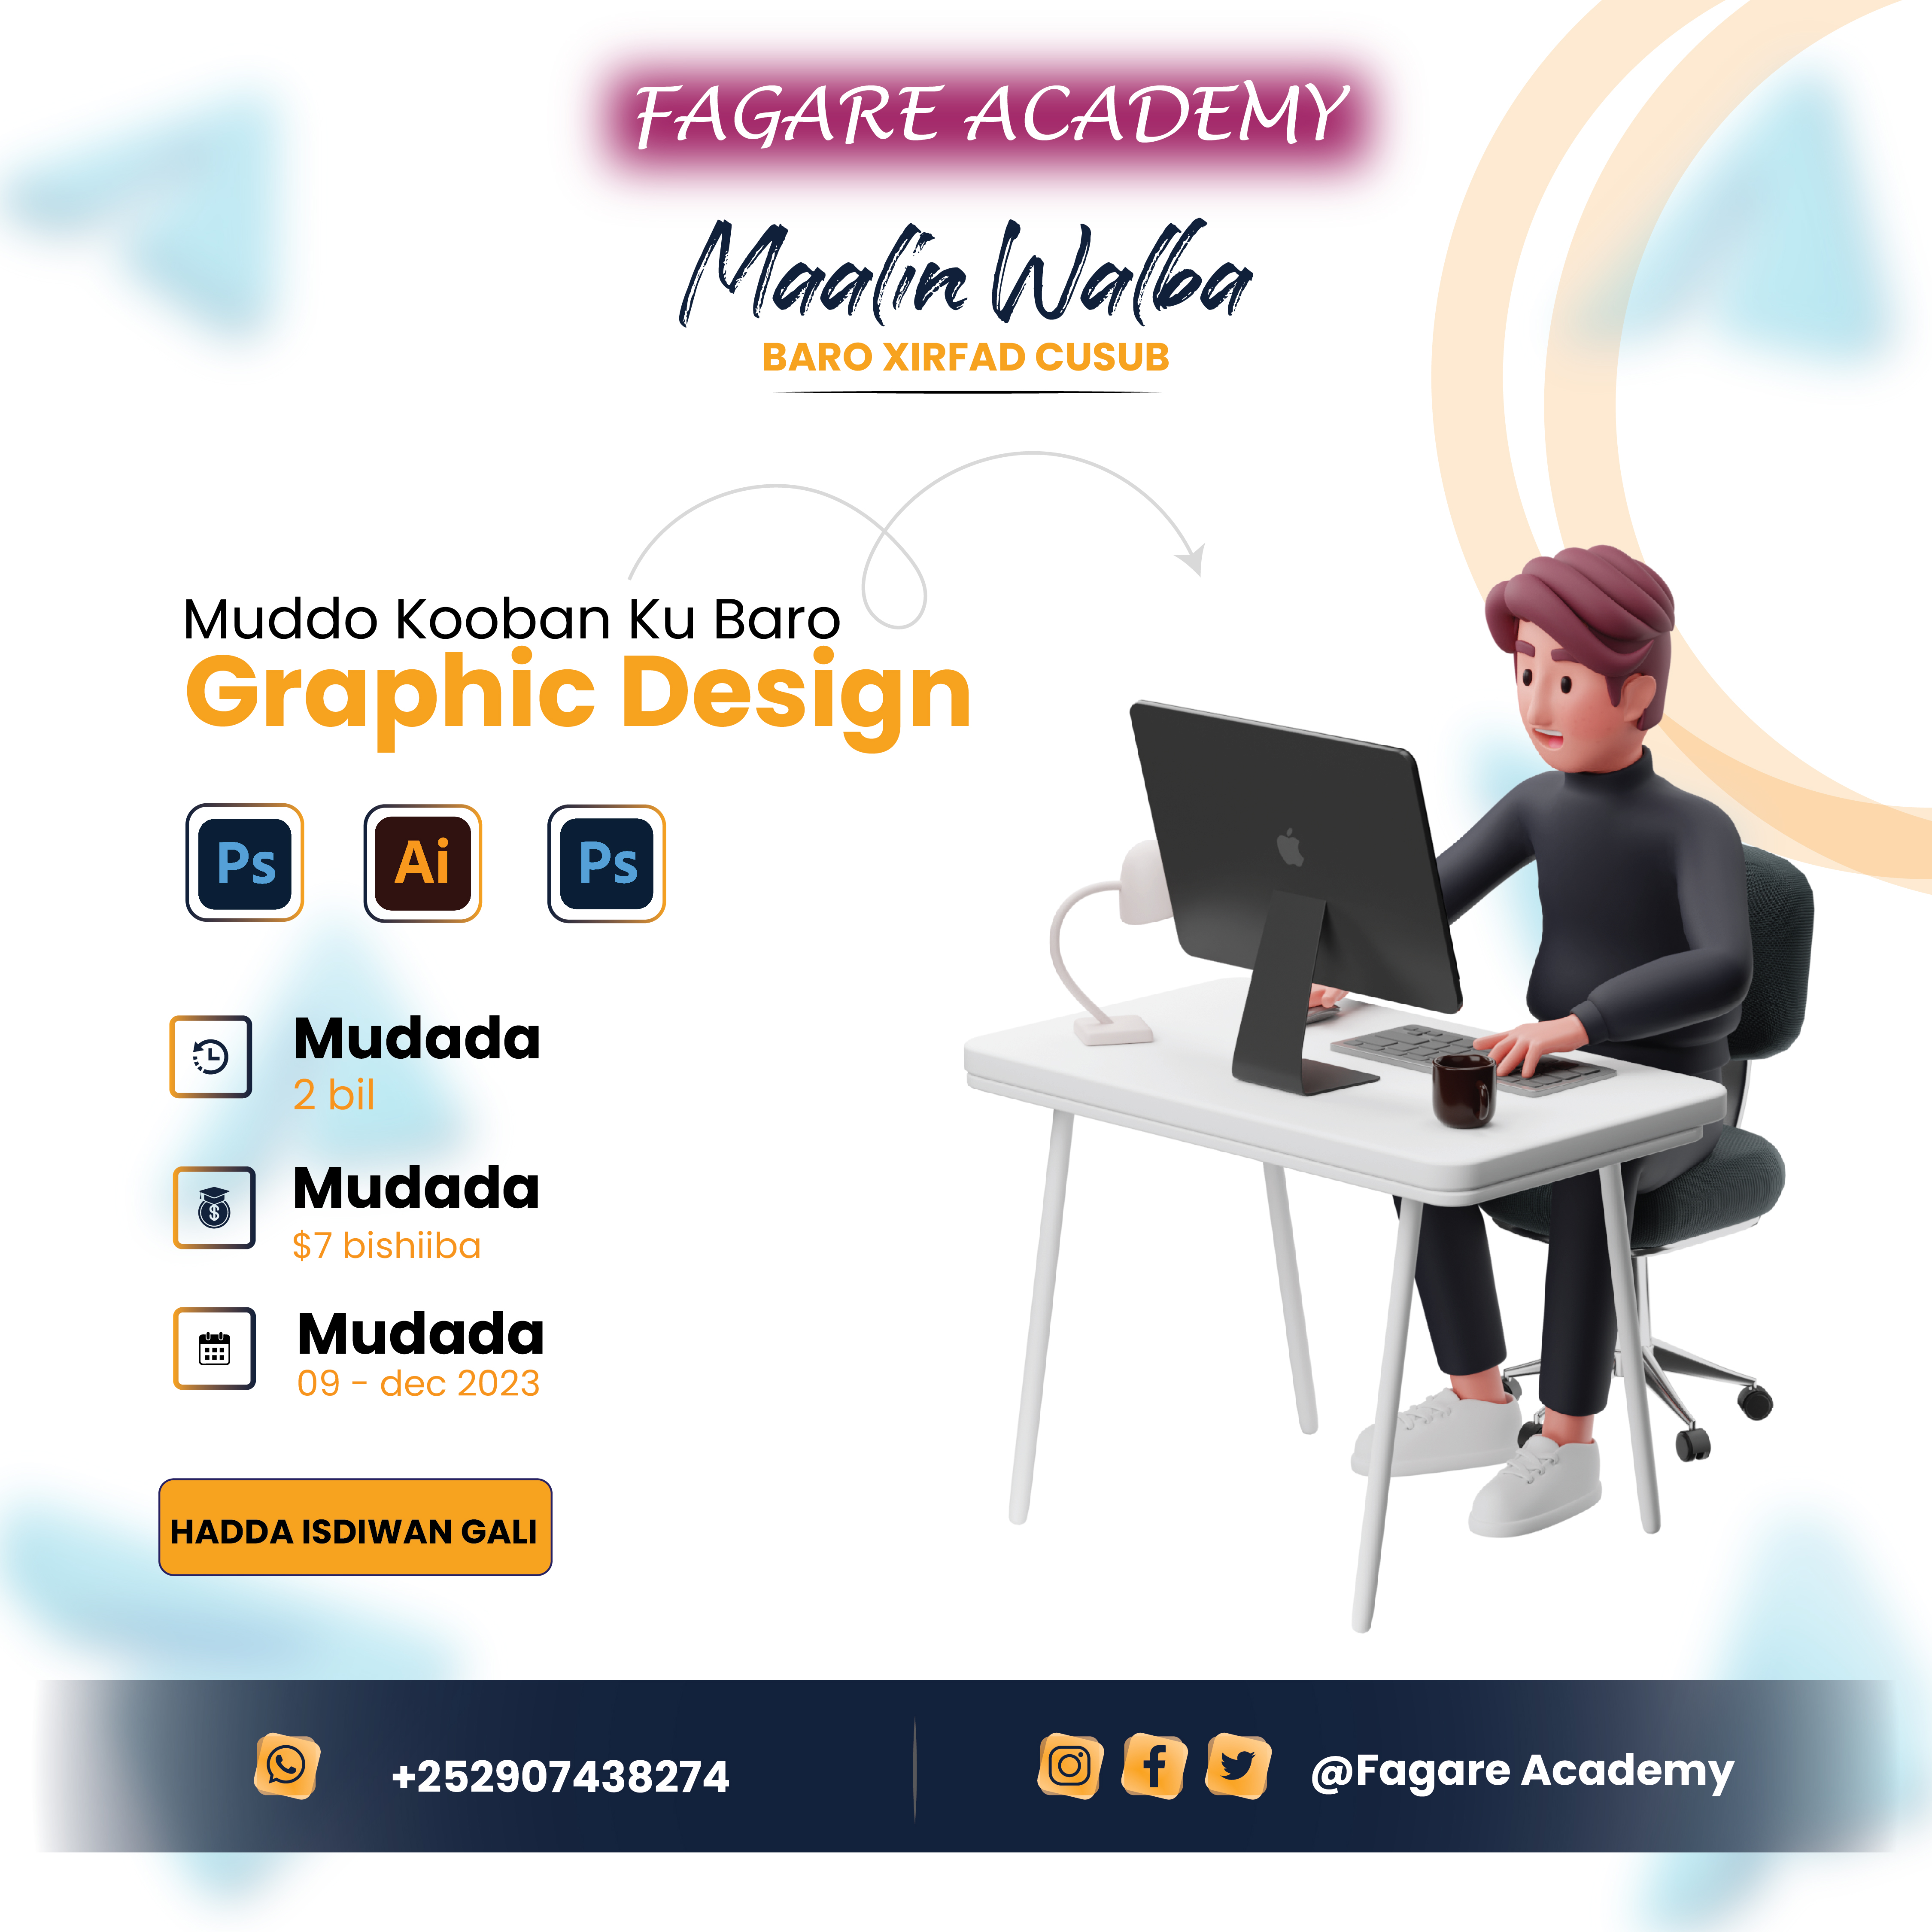 FAGARE ACADEMY
Maalin Walba
BARO XIRFAD CUSUB
Muddo Kooban Ku Baro
Graphic Design
Ps Ai Ps
Mudada
2 bil
Mudada
$7 bishiiba
Mudada
09 - dec 2023
HADDA ISDIWAN GALI
+252907438274
@Fagare Academy